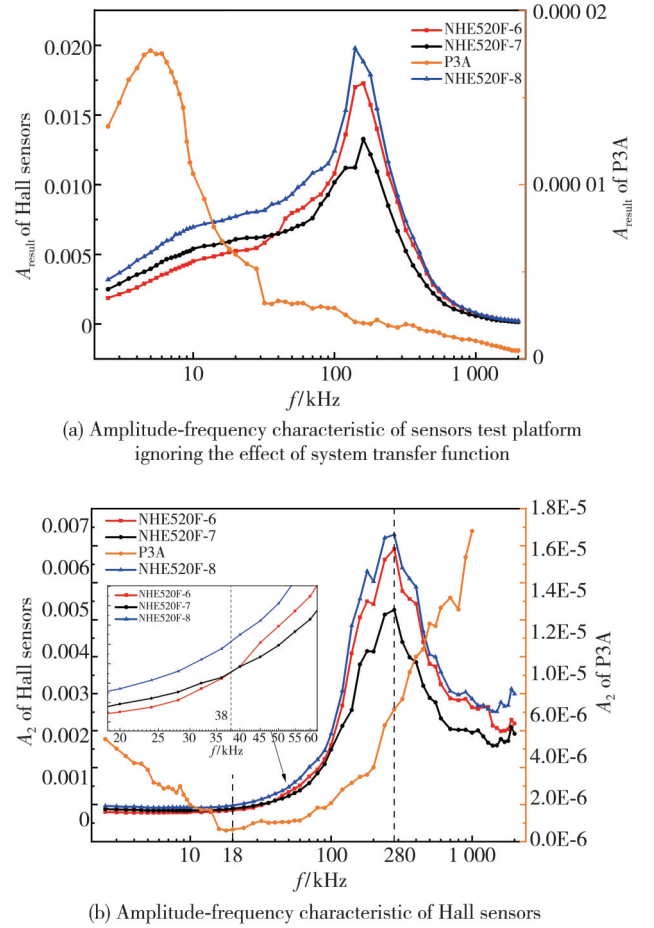 0.000 02
0.020
0.015
0.010
0.005
0
0.000 01
0
NHE520F-6
NHE520F-7
P3A
NHE520F-8
A_result of Hall sensors
A_result of P3A
10
100
1 000
f/kHz
(a) Amplitude-frequency characteristic of sensors test platform
ignoring the effect of system transfer function
0.007
0.006
0.005
0.004
0.003
0.002
0.001
0
NHE520F-6
NHE520F-7
P3A
NHE520F-8
NHE520F-6
NHE520F-7
NHE520F-8
38
20
25
30
35
40
45
50
55
60
f/kHz
1.8E-5
1.6E-5
1.4E-5
1.2E-5
1.0E-5
8.0E-6
6.0E-6
4.0E-6
2.0E-6
0.0E-6
A₂ of Hall sensors
A₂ of P3A
10
18
100
280
1 000
f/kHz
(b) Amplitude-frequency characteristic of Hall sensors